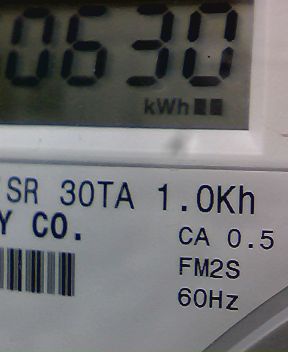 0630
kWh
SR 30TA 1.0Kh
Y CO.
CA 0.5
FM2S
60Hz